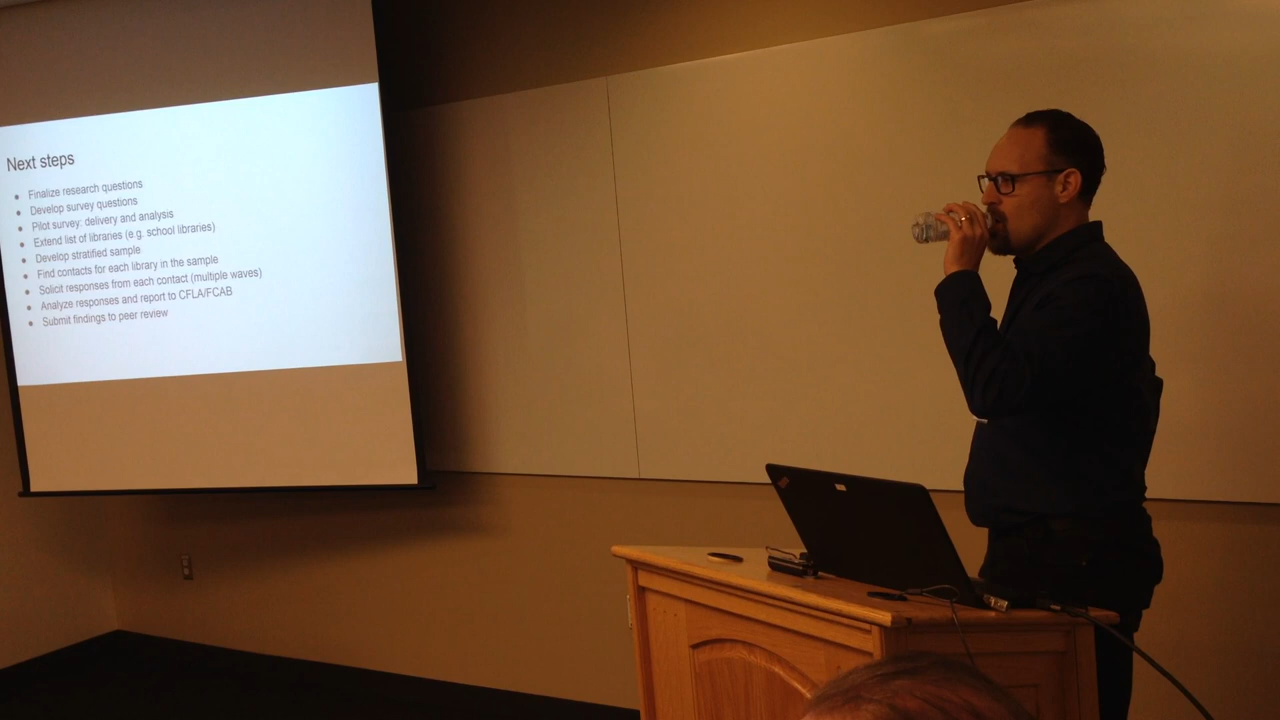 Next steps
● Finalize research questions
● Develop survey questions
● Pilot survey: delivery and analysis
● Extend list of libraries (e.g. school libraries)
● Develop stratified sample
● Find contacts for each library in the sample
● Solicit responses from each contact (multiple waves)
● Analyze responses and report to CFLA/FCAB
● Submit findings to peer review